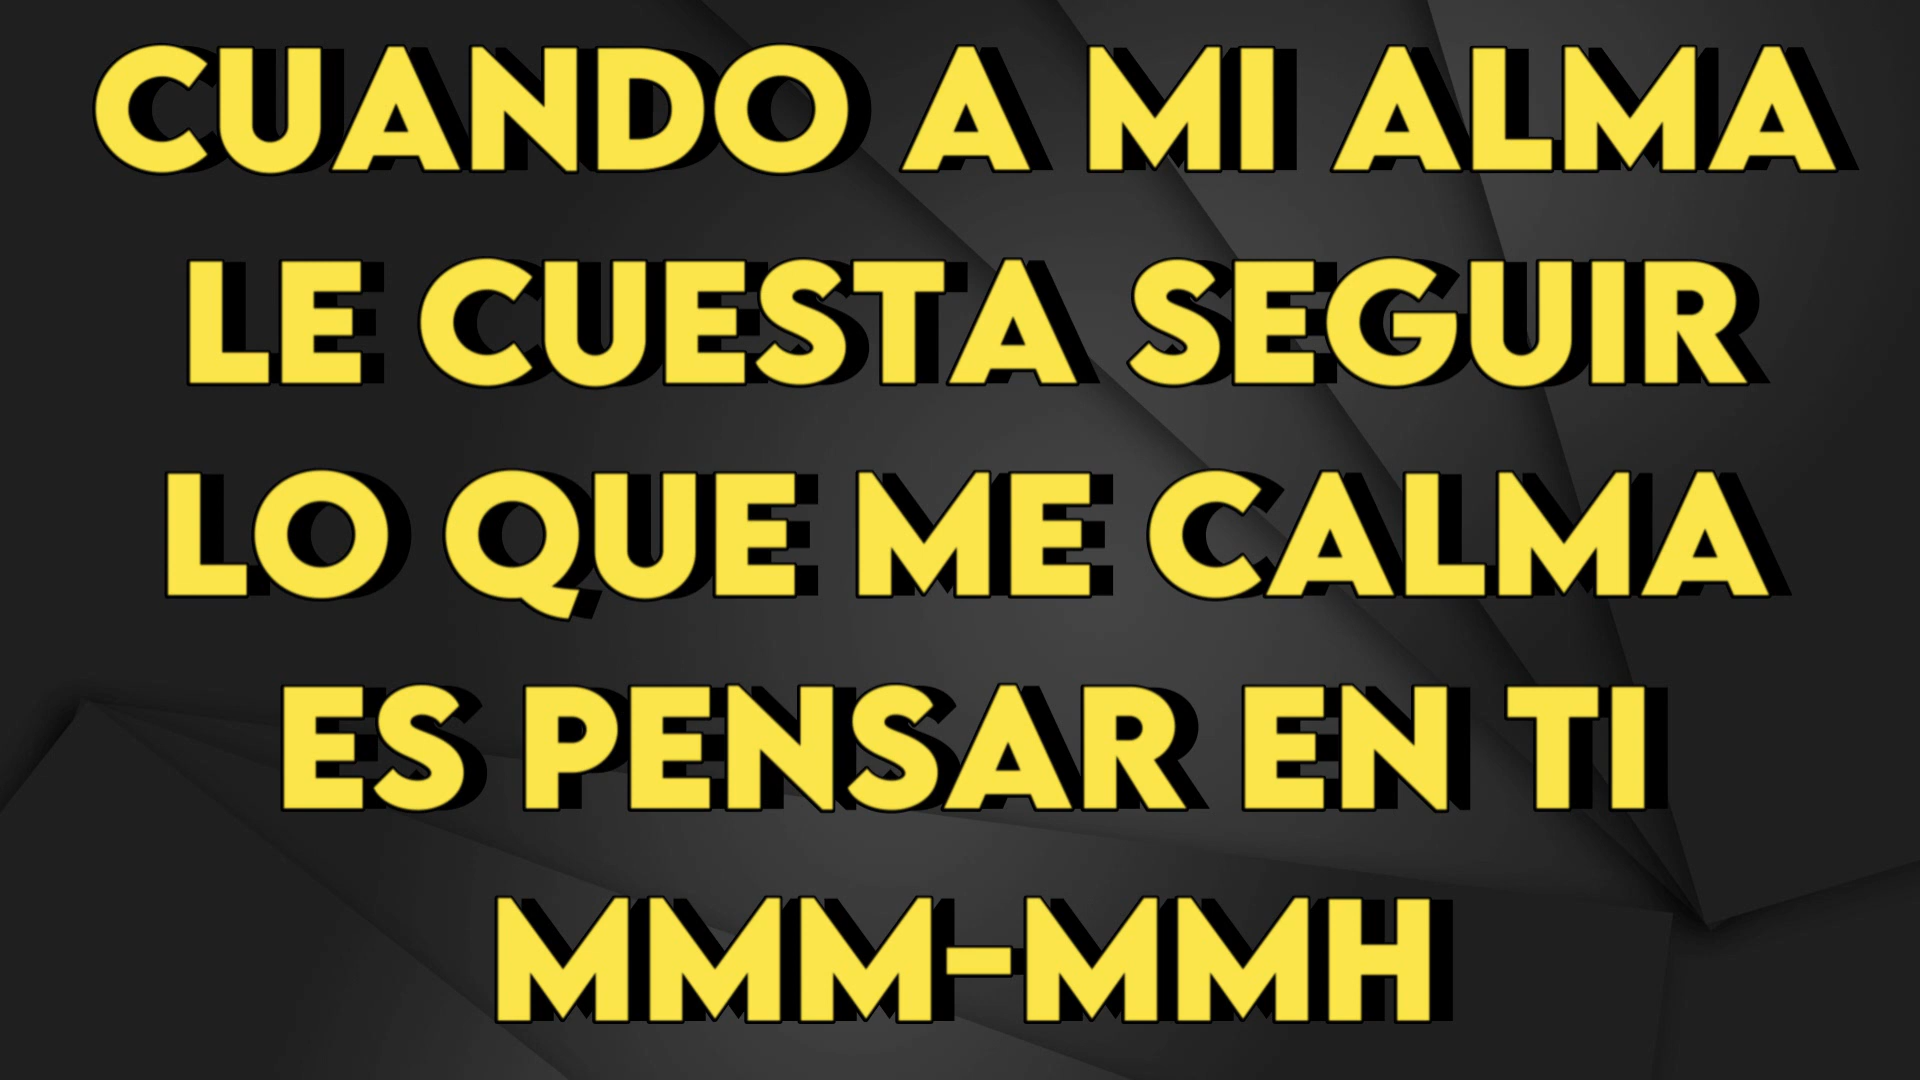 CUANDO A MI ALMA
LE CUESTA SEGUIR
LO QUE ME CALMA
ES PENSAR EN TI
MMM-MMH